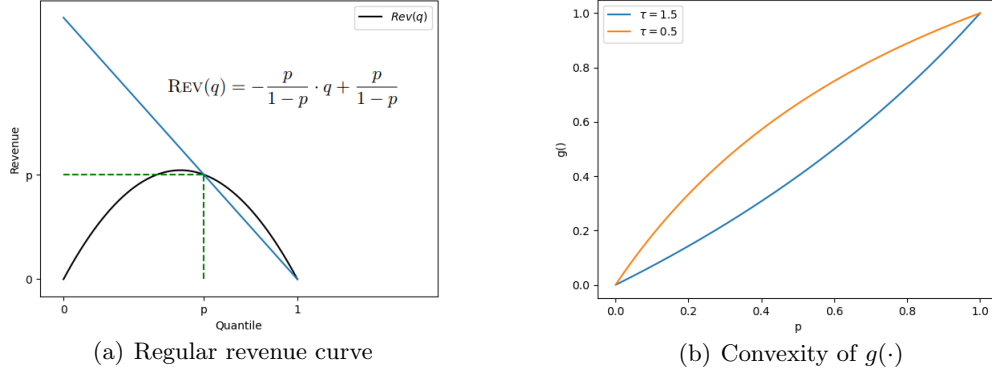 Rev(q)
REV(q) = −p/(1 − p) · q + p/(1 − p)
Revenue
p
0
0
p
1
Quantile
(a) Regular revenue curve
τ = 1.5
τ = 0.5
1.0
0.8
0.6
0.4
0.2
0.0
g()
0.0 0.2 0.4 0.6 0.8 1.0
p
(b) Convexity of g(·)